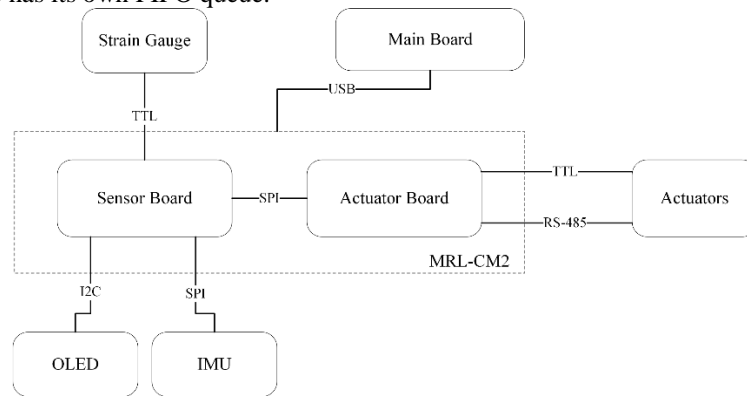 has its own FIFO queue.
Strain Gauge
Main Board
USB
TTL
Sensor Board
SPI
Actuator Board
TTL
RS-485
Actuators
MRL-CM2
I2C
SPI
OLED
IMU